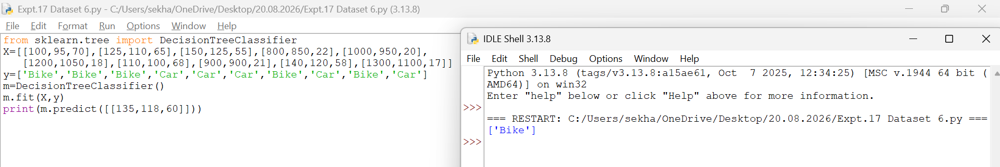 Expt.17 Dataset 6.py - C:/Users/sekha/OneDrive/Desktop/20.08.2026/Expt.17 Dataset 6.py (3.13.8)
File Edit Format Run Options Window Help
from sklearn.tree import DecisionTreeClassifier
X=[[100,95,70],[125,110,65],[150,125,55],[800,850,22],[1000,950,20],
   [1200,1050,18],[110,100,68],[900,900,21],[140,120,58],[1300,1100,17]]
y=['Bike','Bike','Bike','Car','Car','Car','Bike','Car','Bike','Car']
m=DecisionTreeClassifier()
m.fit(X,y)
print(m.predict([[135,118,60]]))
IDLE Shell 3.13.8
File Edit Shell Debug Options Window Help
Python 3.13.8 (tags/v3.13.8:a15ae61, Oct  7 2025, 12:34:25) [MSC v.1944 64 bit (
AMD64)] on win32
Enter "help" below or click "Help" above for more information.
>>>
=== RESTART: C:/Users/sekha/OneDrive/Desktop/20.08.2026/Expt.17 Dataset 6.py ===
['Bike']
>>>